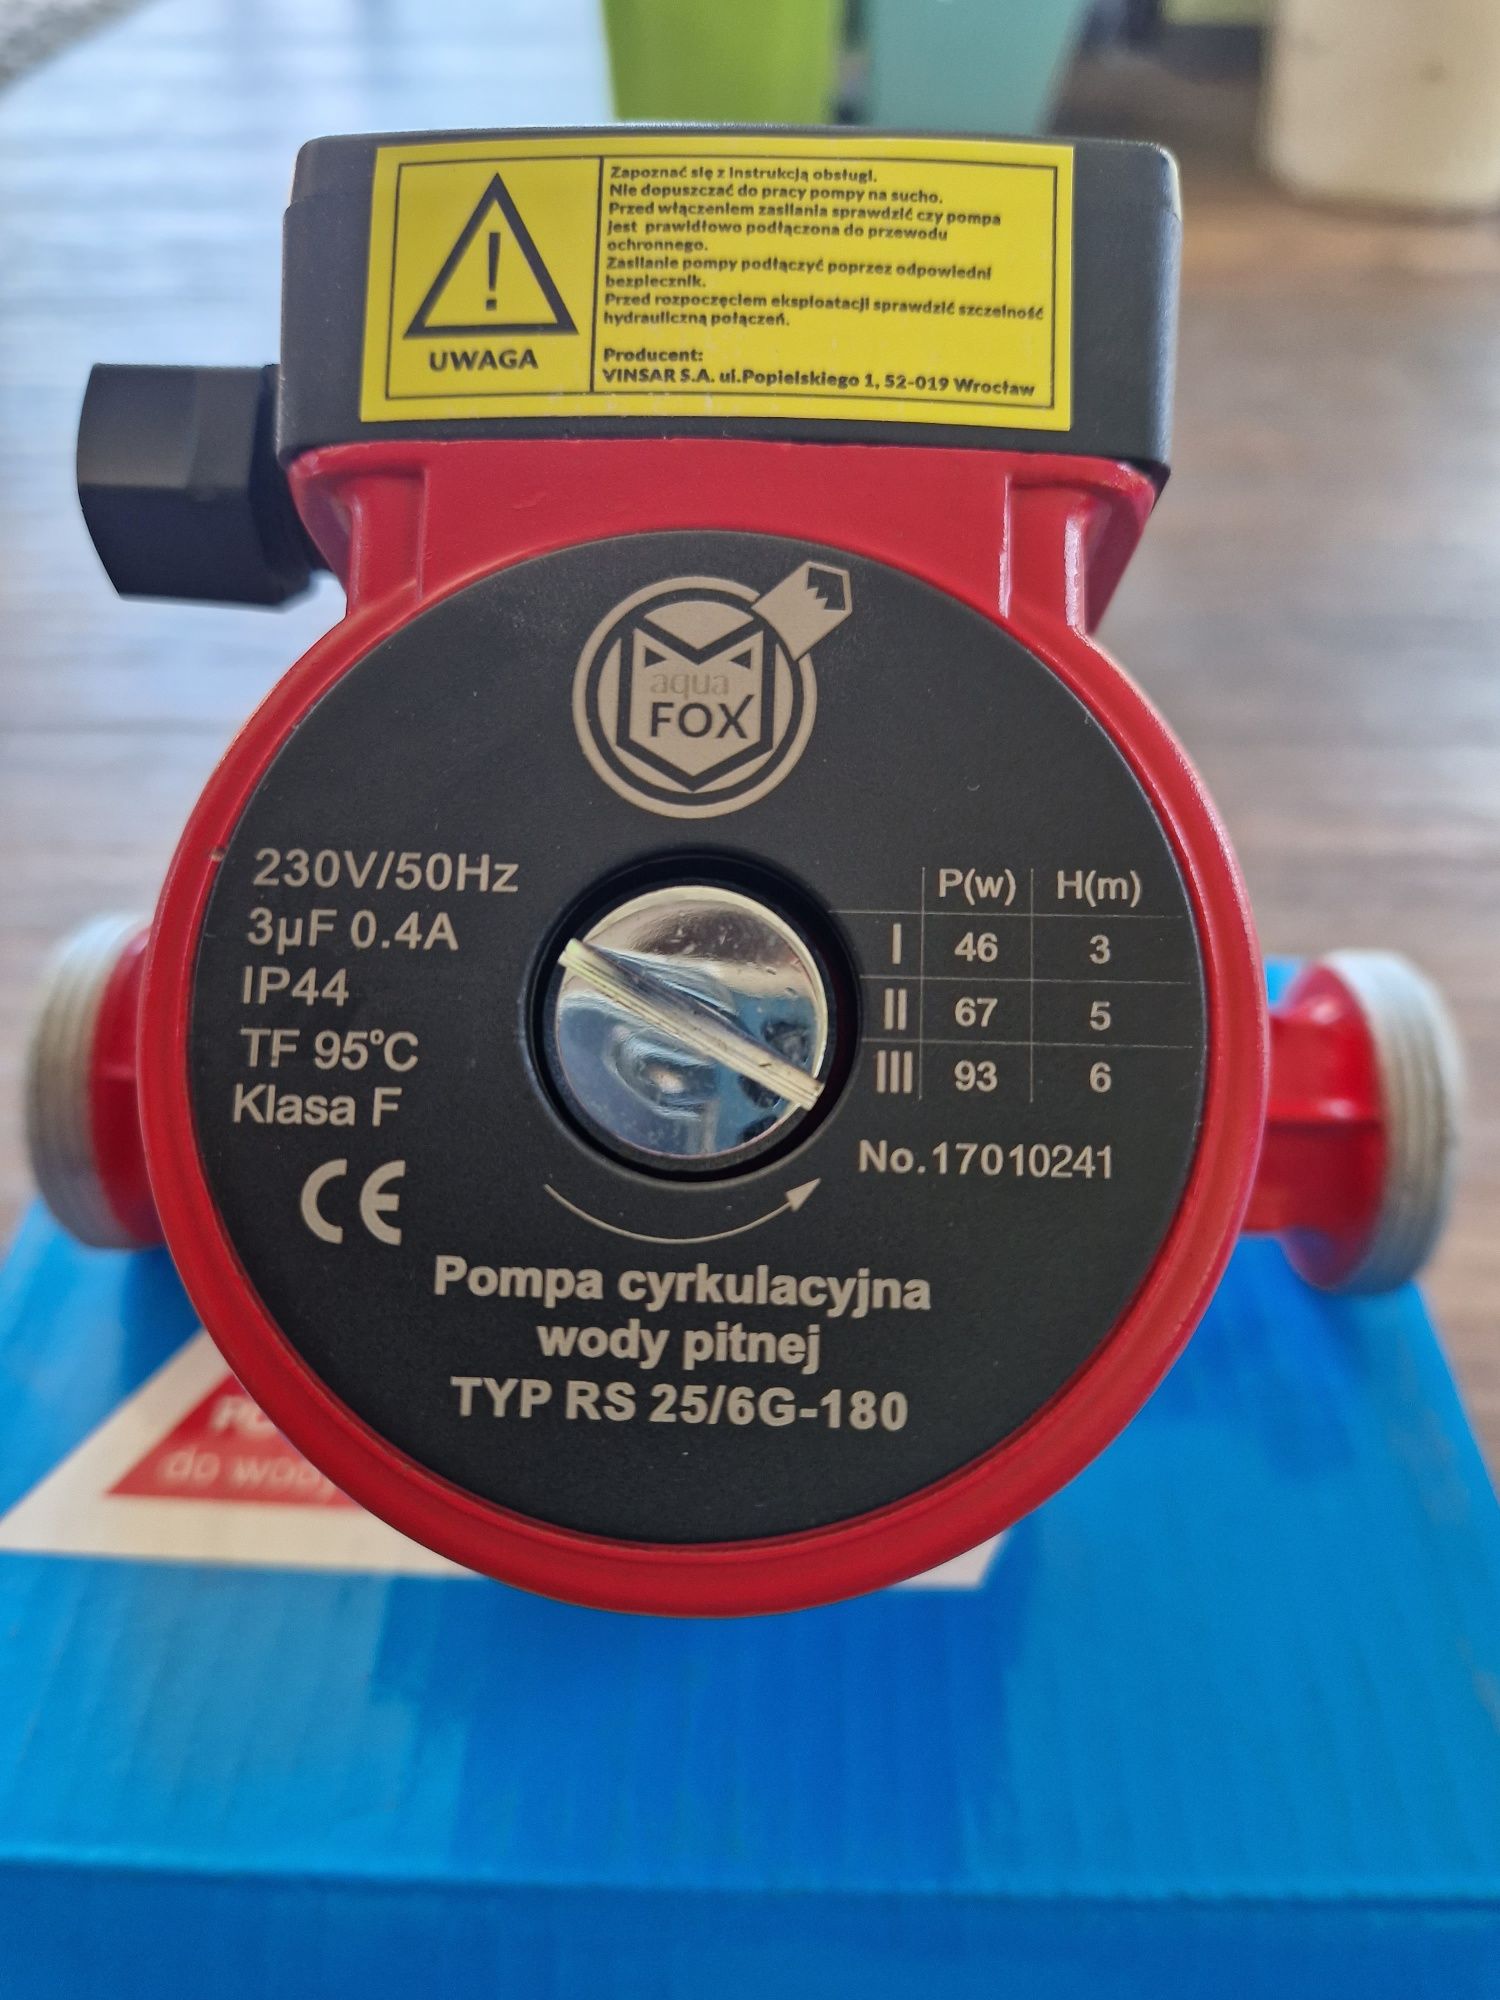 Zapoznać się z instrukcją obsługi.
Nie dopuszczać do pracy pompy na sucho.
Przed włączeniem zasilania sprawdzić czy pompa
jest prawidłowo podłączona do przewodu
ochronnego.
Zasilanie pompy podłączyć poprzez odpowiedni
bezpiecznik.
Przed rozpoczęciem eksploatacji sprawdzić szczelność
hydrauliczną połączeń.
UWAGA
Producent:
VINSAR S.A. ul.Popielskiego 1, 52-019 Wrocław
aqua
FOX
230V/50Hz
3µF 0.4A
IP44
TF 95°C
Klasa F
CE
P(w) H(m)
I 46 3
II 67 5
III 93 6
No.17010241
Pompa cyrkulacyjna
wody pitnej
TYP RS 25/6G-180
do wody